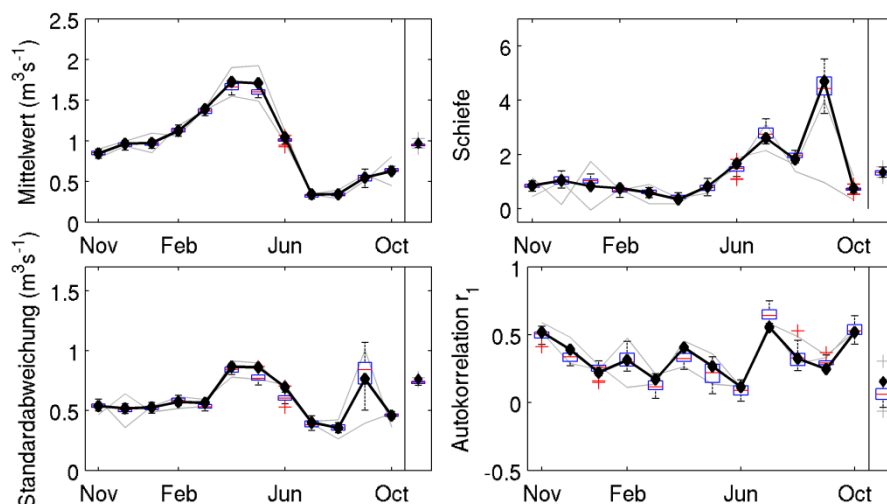 2.5
2
1.5
1
0.5
0
Mittelwert (m³s⁻¹)
Nov Feb Jun Oct
6
4
2
0
Schiefe
Nov Feb Jun Oct
1.5
1
0.5
0
Standardabweichung (m³s⁻¹)
Nov Feb Jun Oct
1
0.5
0
-0.5
Autokorrelation r₁
Nov Feb Jun Oct